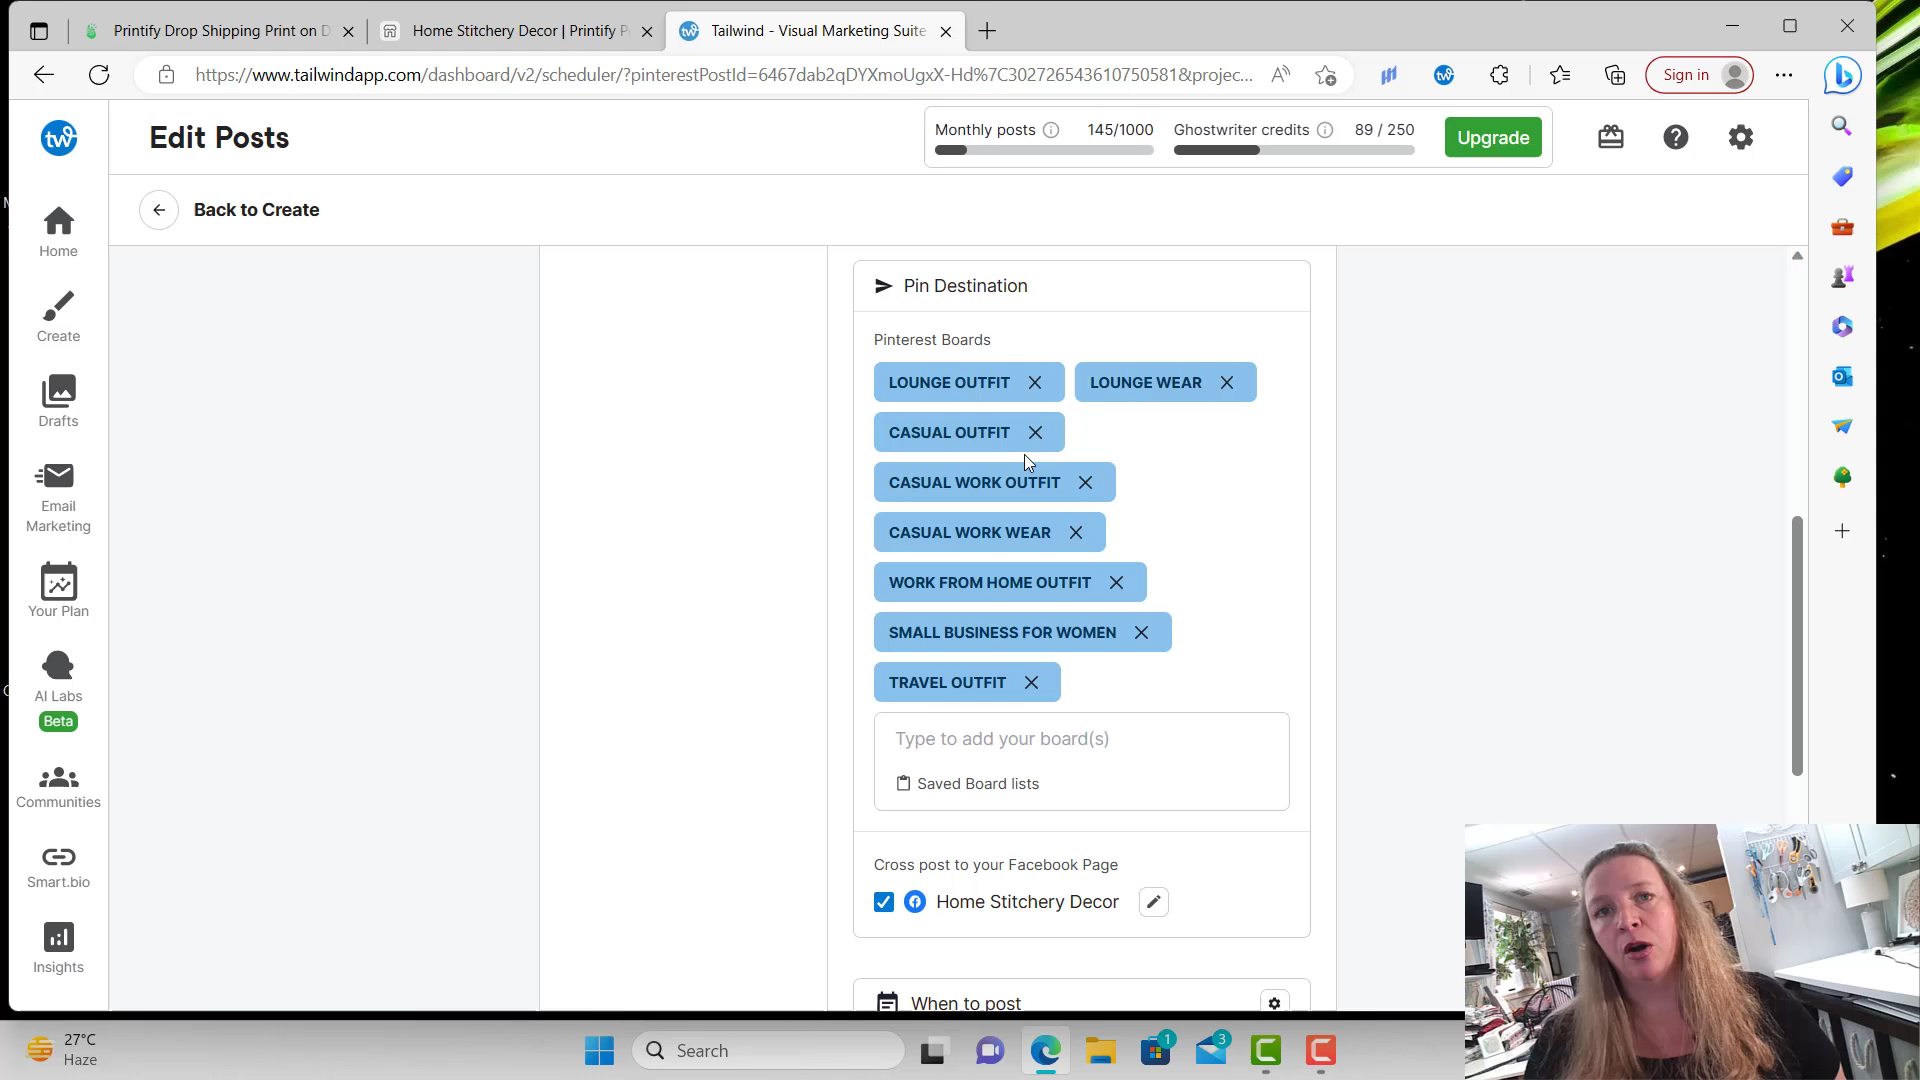 Printify Drop Shipping Print on D
Home Stitchery Decor | Printify P
Tailwind - Visual Marketing Suite
https://www.tailwindapp.com/dashboard/v2/scheduler/?pinterestPostId=6467dab2qDYXmoUgxX-Hd%7C302726543610750581&projec...
Sign in
tw
Edit Posts
Monthly posts 145/1000
Ghostwriter credits 89 / 250
Upgrade
Back to Create
Home
Create
Drafts
Email
Marketing
Your Plan
AI Labs
Beta
Communities
Smart.bio
Insights
Pin Destination
Pinterest Boards
LOUNGE OUTFIT
LOUNGE WEAR
CASUAL OUTFIT
CASUAL WORK OUTFIT
CASUAL WORK WEAR
WORK FROM HOME OUTFIT
SMALL BUSINESS FOR WOMEN
TRAVEL OUTFIT
Type to add your board(s)
Saved Board lists
Cross post to your Facebook Page
Home Stitchery Decor
When to post
27°C
Haze
Search
1
3